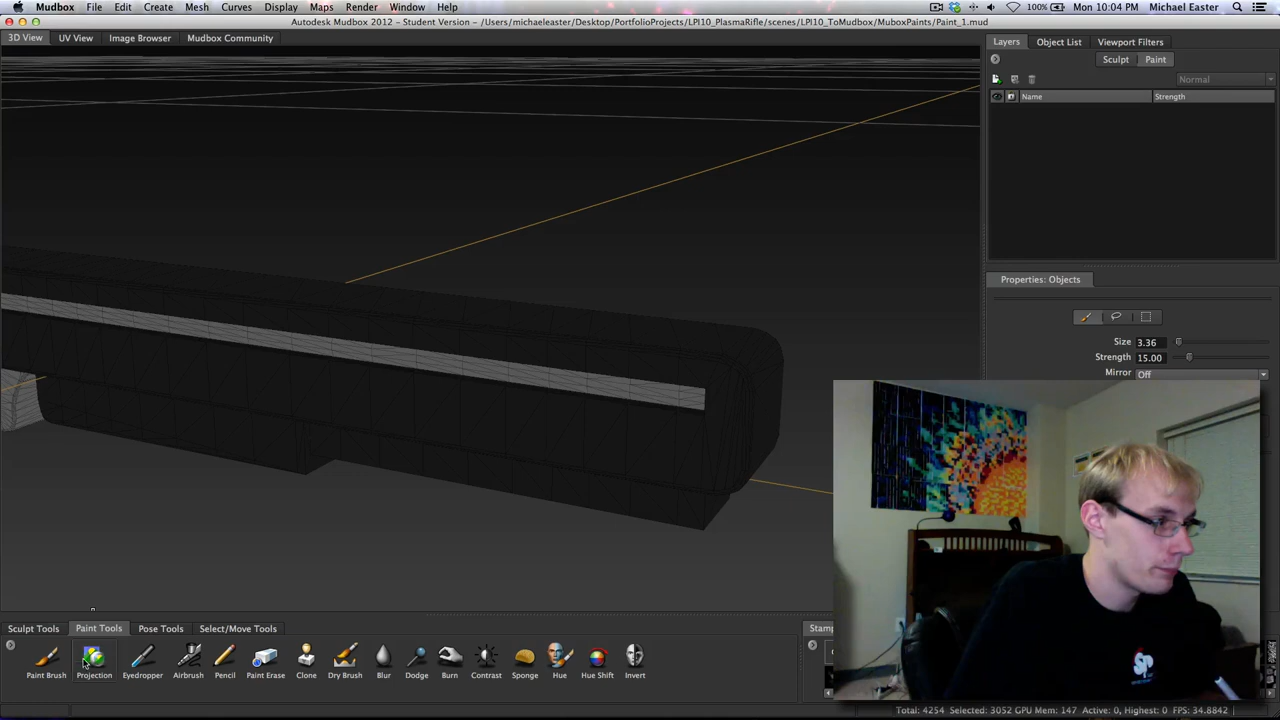 Mudbox File Edit Create Mesh Curves Display Maps Render Window Help 100% Mon 10:04 PM Michael Easter
Autodesk Mudbox 2012 - Student Version - /Users/michaeleaster/Desktop/PortfolioProjects/LPI10_PlasmaRifle/scenes/LPI10_ToMudbox/MuboxPaints/Paint_1.mud
3D View UV View Image Browser Mudbox Community
Layers Object List Viewport Filters
Sculpt Paint
Normal
Name Strength
Properties: Objects
Size 3.36
Strength 15.00
Mirror Off
Sculpt Tools Paint Tools Pose Tools Select/Move Tools Stamp
Paint Brush Projection Eyedropper Airbrush Pencil Paint Erase Clone Dry Brush Blur Dodge Burn Contrast Sponge Hue Hue Shift Invert
Total: 4254 Selected: 3052 GPU Mem: 147 Active: 0, Highest: 0 FPS: 34.8842